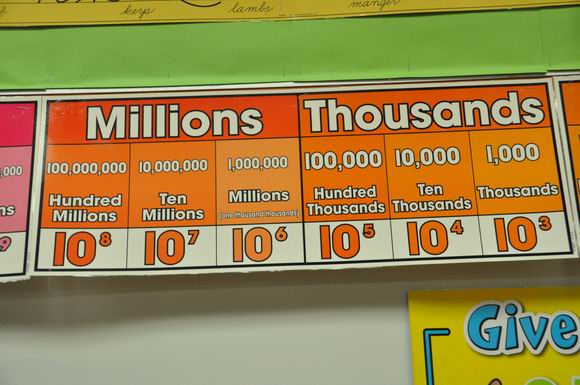 keys lambs manger
Millions Thousands
100,000,000 10,000,000 1,000,000 100,000 10,000 1,000
Hundred Millions Ten Millions Millions (one thousand thousands) Hundred Thousands Ten Thousands Thousands
10⁸ 10⁷ 10⁶ 10⁵ 10⁴ 10³
Give